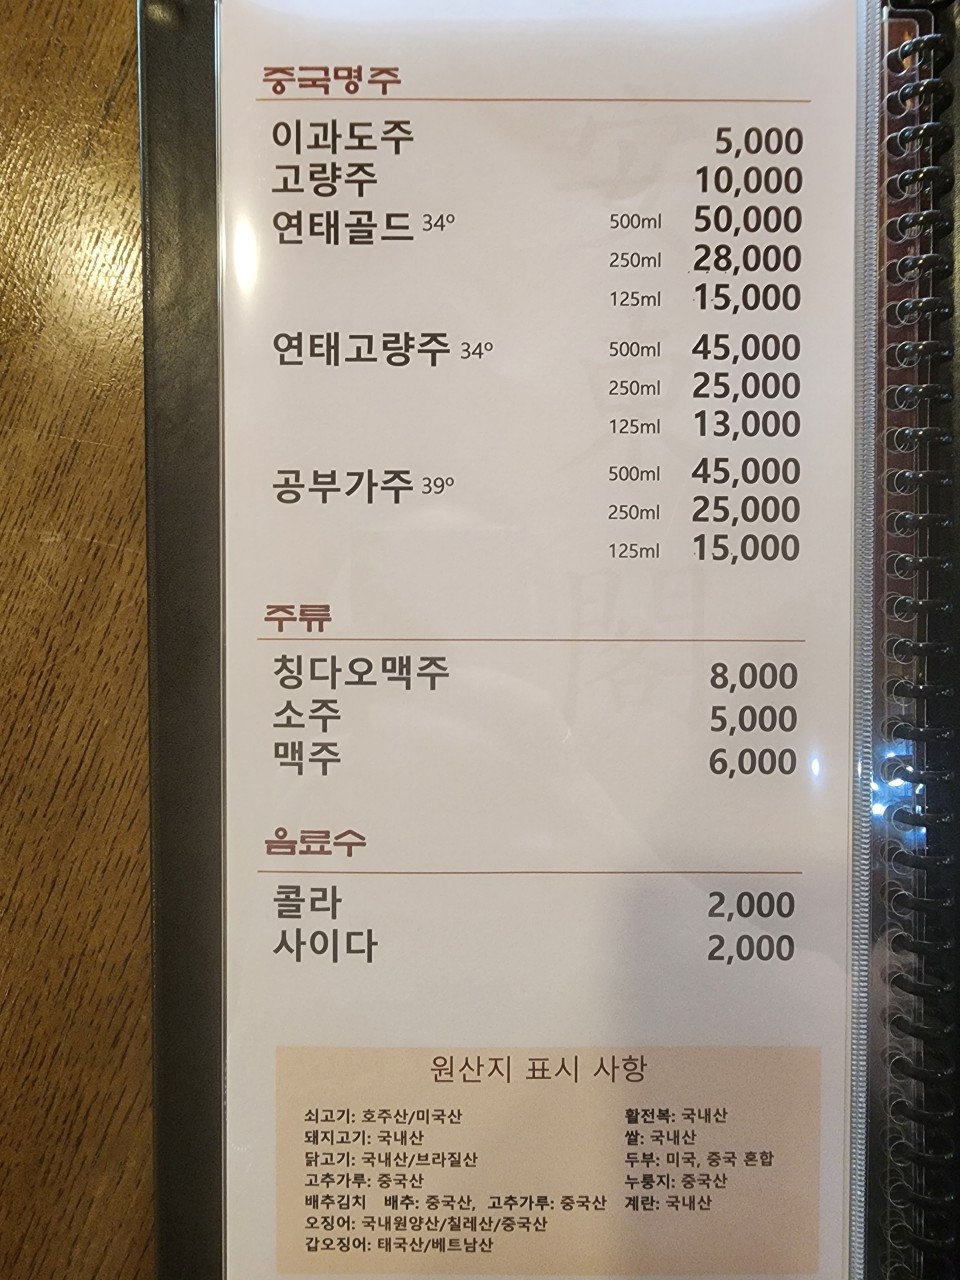 중국명주
이과도주 5,000
고량주 10,000
연태골드 34º 500ml 50,000
250ml 28,000
125ml 15,000
연태고량주 34º 500ml 45,000
250ml 25,000
125ml 13,000
공부가주 39º 500ml 45,000
250ml 25,000
125ml 15,000
주류
칭다오맥주 8,000
소주 5,000
맥주 6,000
음료수
콜라 2,000
사이다 2,000
원산지 표시 사항
쇠고기: 호주산/미국산 활전복: 국내산
돼지고기: 국내산 쌀: 국내산
닭고기: 국내산/브라질산 두부: 미국, 중국 혼합
고추가루: 중국산 누룽지: 중국산
배추김치 배추: 중국산, 고추가루: 중국산 계란: 국내산
오징어: 국내원양산/칠레산/중국산
갑오징어: 태국산/베트남산